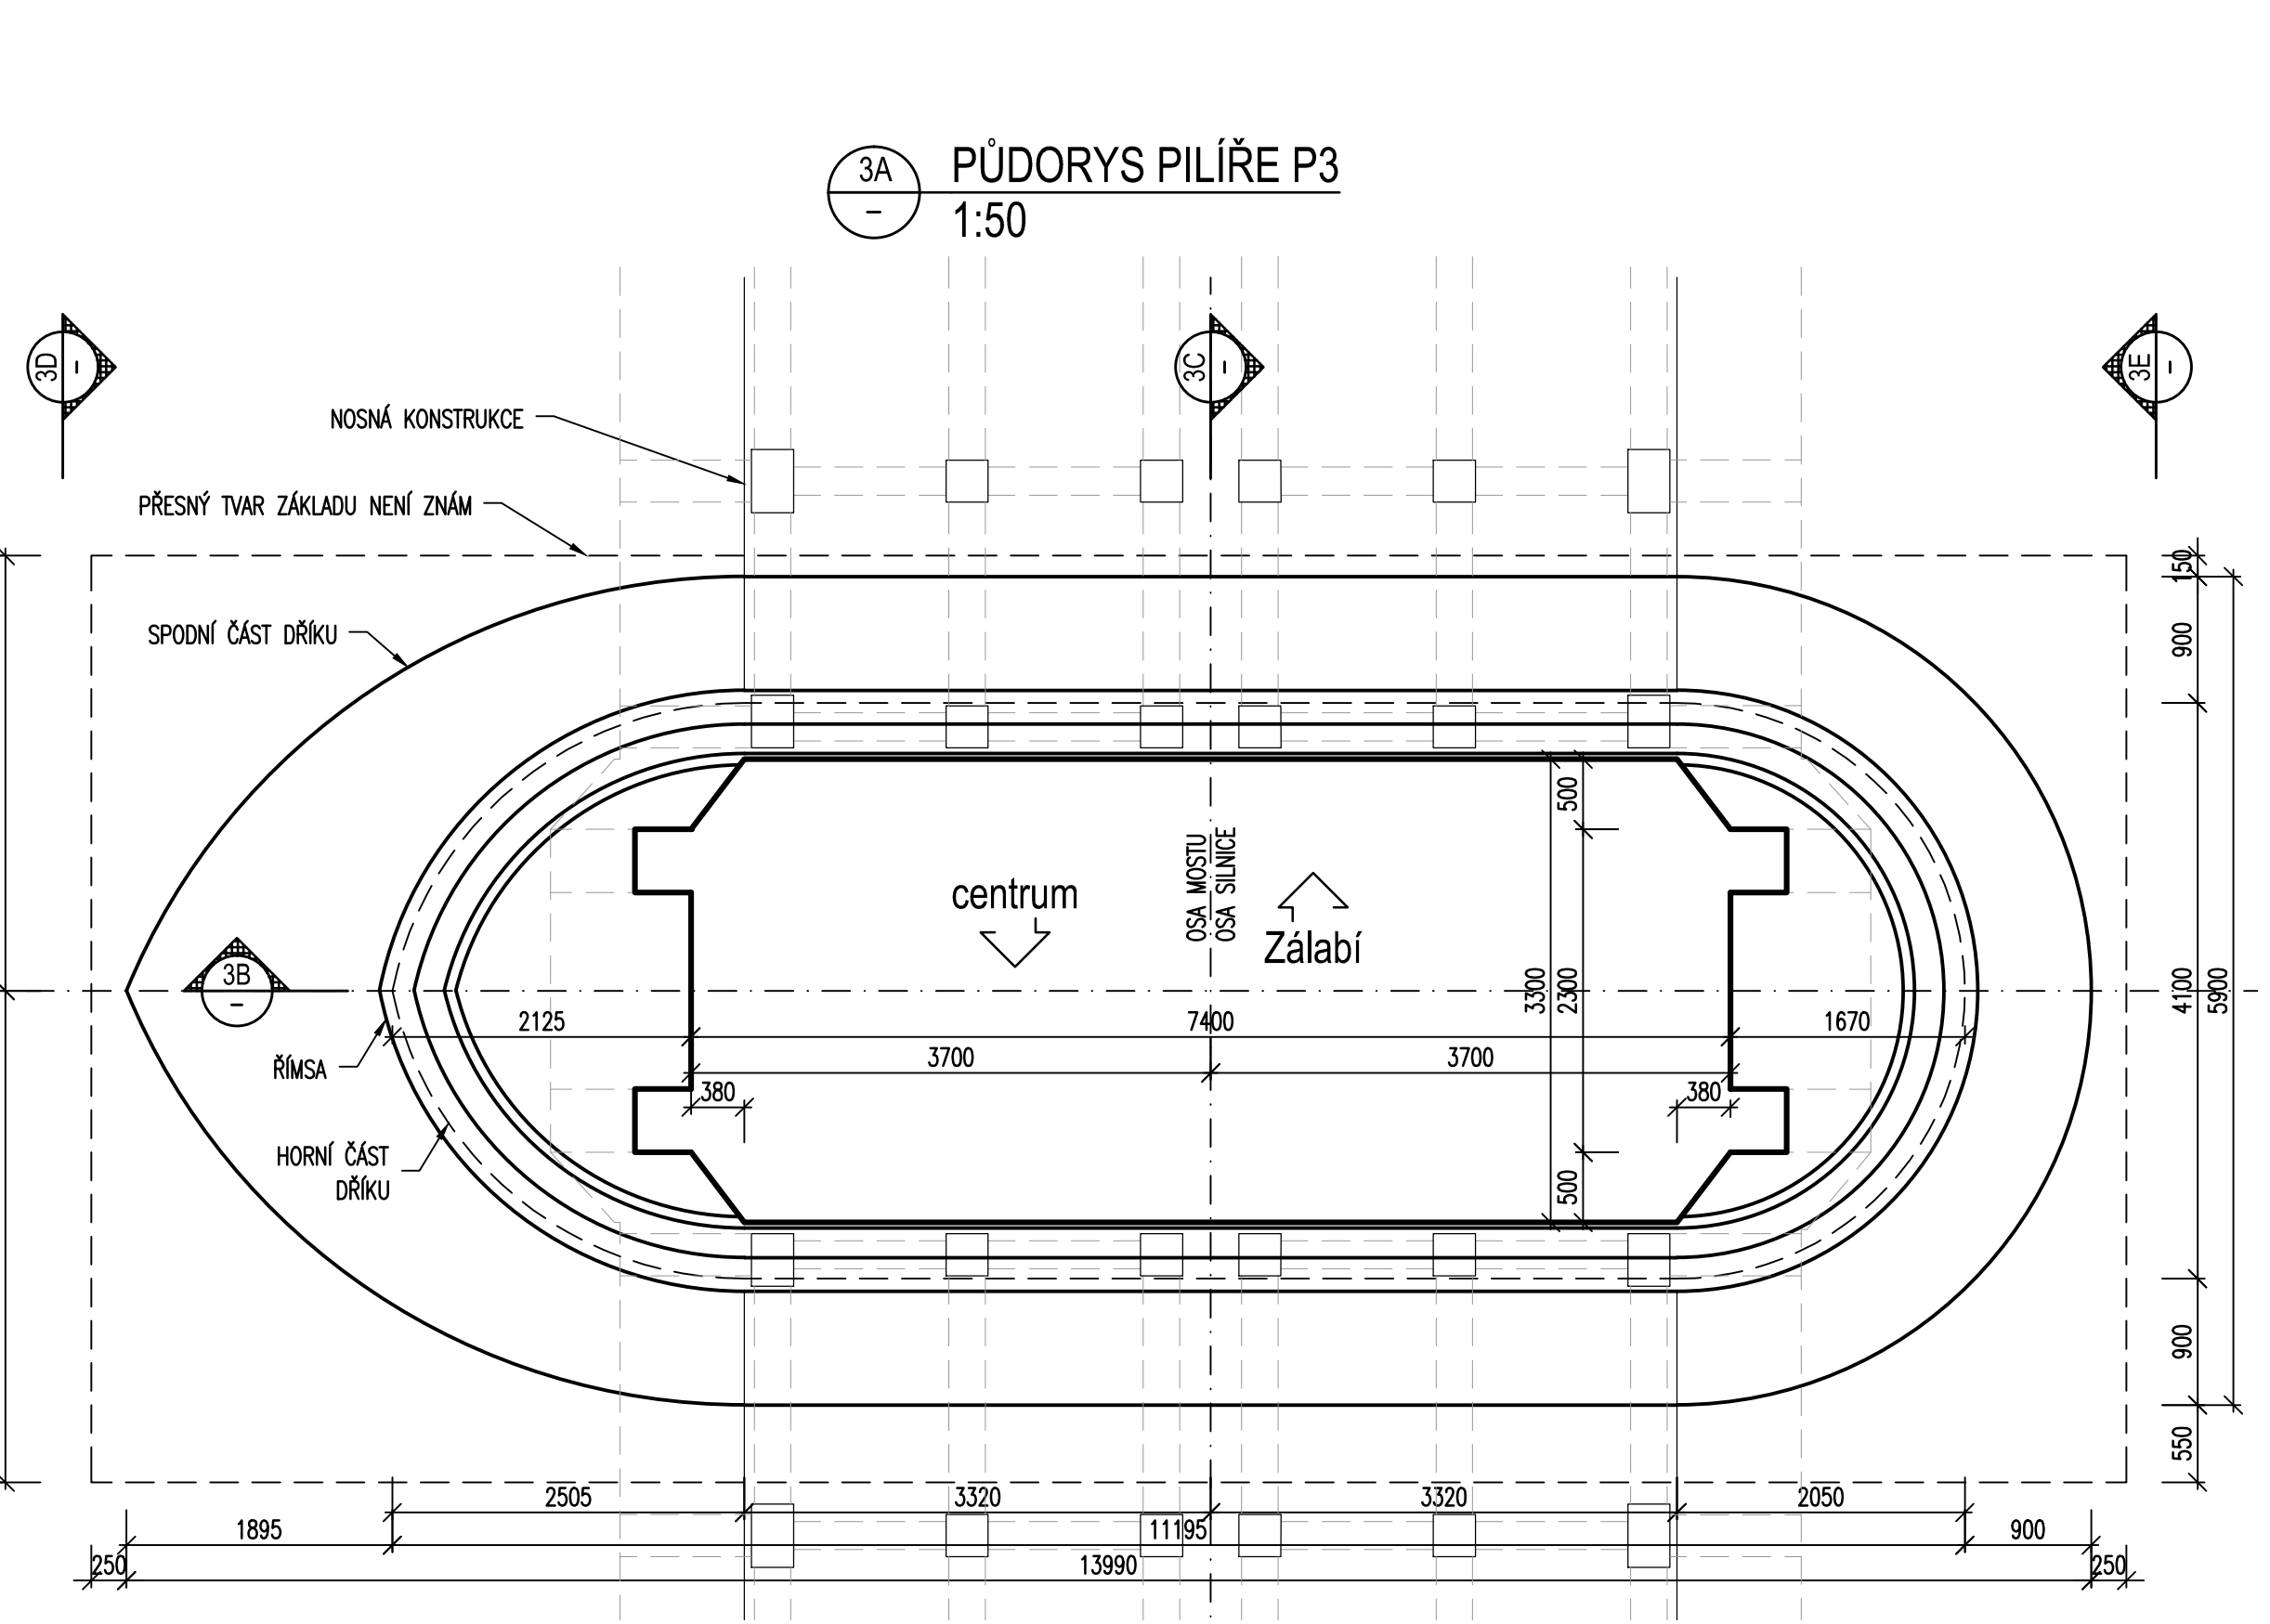 3A
PŮDORYS PILÍŘE P3
–
1:50
3D
–
3C
–
3E
–
NOSNÁ KONSTRUKCE
PŘESNÝ TVAR ZÁKLADU NENÍ ZNÁM
SPODNÍ ČÁST DŘÍKU
150
900
500
OSA MOSTU
OSA SILNICE
centrum
Zálabí
3B
–
3300
2300
4100
5900
2125
7400
1670
3700
3700
ŘÍMSA
380
380
HORNÍ ČÁST
DŘÍKU
500
900
550
2505
3320
3320
2050
1895
11195
900
250
13990
250